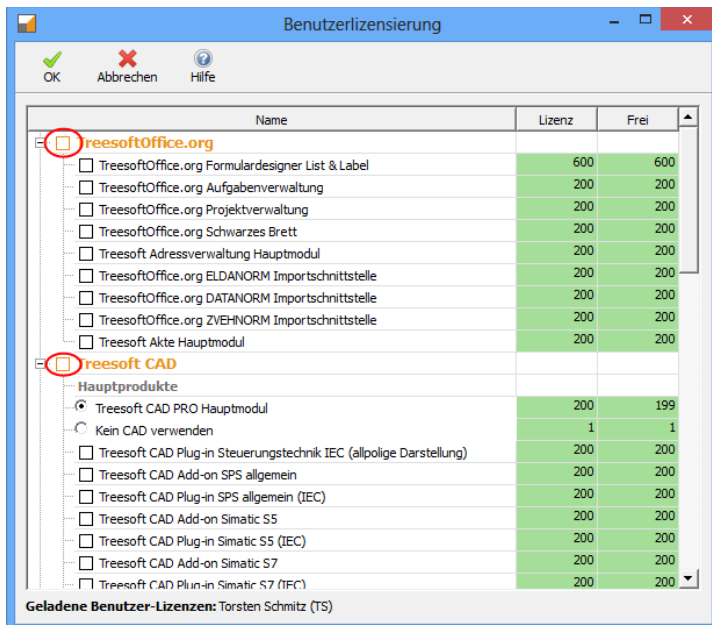 Benutzerlizensierung
OK Abbrechen Hilfe
Name Lizenz Frei
TreesoftOffice.org
TreesoftOffice.org Formulardesigner List & Label 600 600
TreesoftOffice.org Aufgabenverwaltung 200 200
TreesoftOffice.org Projektverwaltung 200 200
TreesoftOffice.org Schwarzes Brett 200 200
Treesoft Adressverwaltung Hauptmodul 200 200
TreesoftOffice.org ELDANORM Importschnittstelle 200 200
TreesoftOffice.org DATANORM Importschnittstelle 200 200
TreesoftOffice.org ZVEHNORM Importschnittstelle 200 200
Treesoft Akte Hauptmodul 200 200
Treesoft CAD
Hauptprodukte
Treesoft CAD PRO Hauptmodul 200 199
Kein CAD verwenden 1 1
Treesoft CAD Plug-in Steuerungstechnik IEC (allpolige Darstellung) 200 200
Treesoft CAD Add-on SPS allgemein 200 200
Treesoft CAD Plug-in SPS allgemein (IEC) 200 200
Treesoft CAD Add-on Simatic S5 200 200
Treesoft CAD Plug-in Simatic S5 (IEC) 200 200
Treesoft CAD Add-on Simatic S7 200 200
Treesoft CAD Plug-in Simatic S7 (IEC) 200 200
Geladene Benutzer-Lizenzen: Torsten Schmitz (TS)